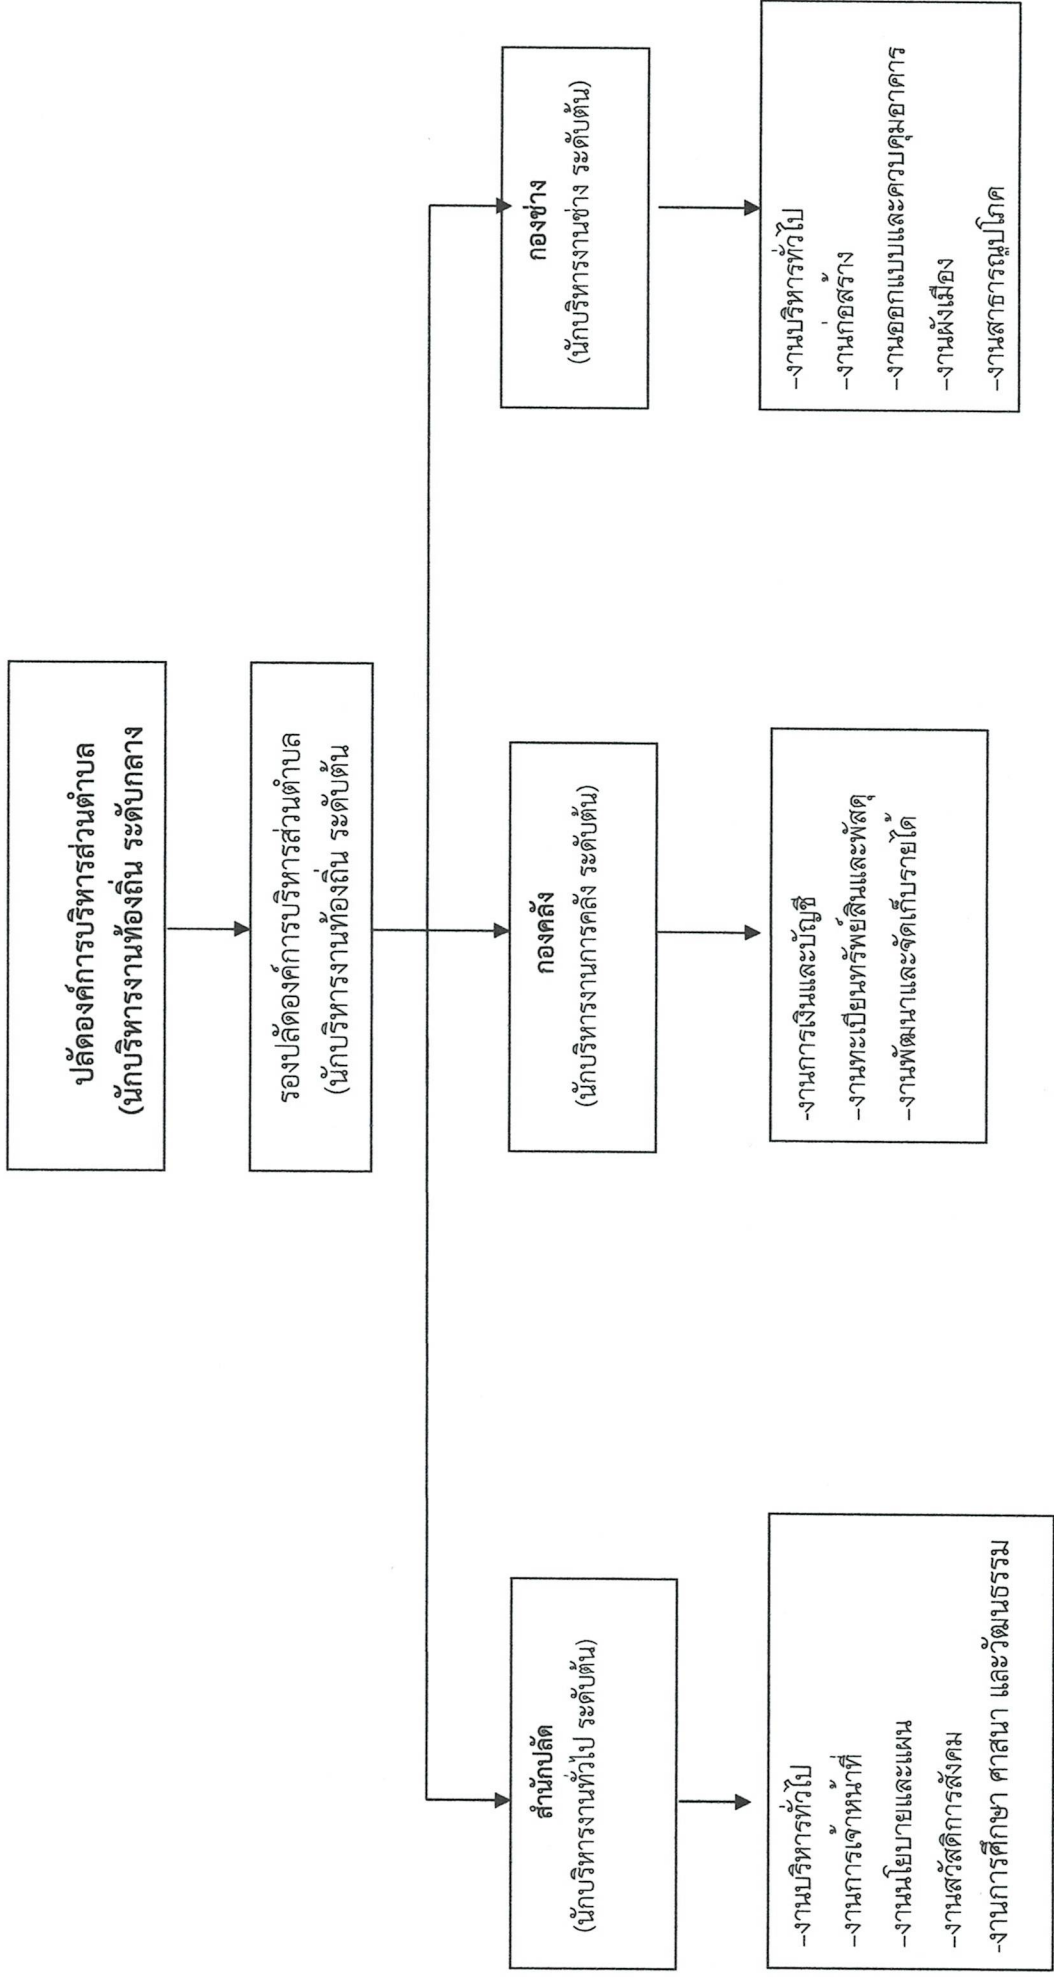 ปลัดองค์การบริหารส่วนตำบล
(นักบริหารงานท้องถิ่น ระดับกลาง
รองปลัดองค์การบริหารส่วนตำบล
(นักบริหารงานท้องถิ่น ระดับต้น
สำนักปลัด
(นักบริหารงานทั่วไป ระดับต้น)
-งานบริหารทั่วไป
-งานการเจ้าหน้าที่
-งานนโยบายและแผน
-งานสวัสดิการสังคม
-งานการศึกษา ศาสนา และวัฒนธรรม
กองคลัง
(นักบริหารงานการคลัง ระดับต้น)
-งานการเงินและบัญชี
-งานทะเบียนทรัพย์สินและพัสดุ
-งานพัฒนาและจัดเก็บรายได้
กองช่าง
(นักบริหารงานช่าง ระดับต้น)
-งานบริหารทั่วไป
-งานก่อสร้าง
-งานออกแบบและควบคุมอาคาร
-งานผังเมือง
-งานสาธารณูปโภค